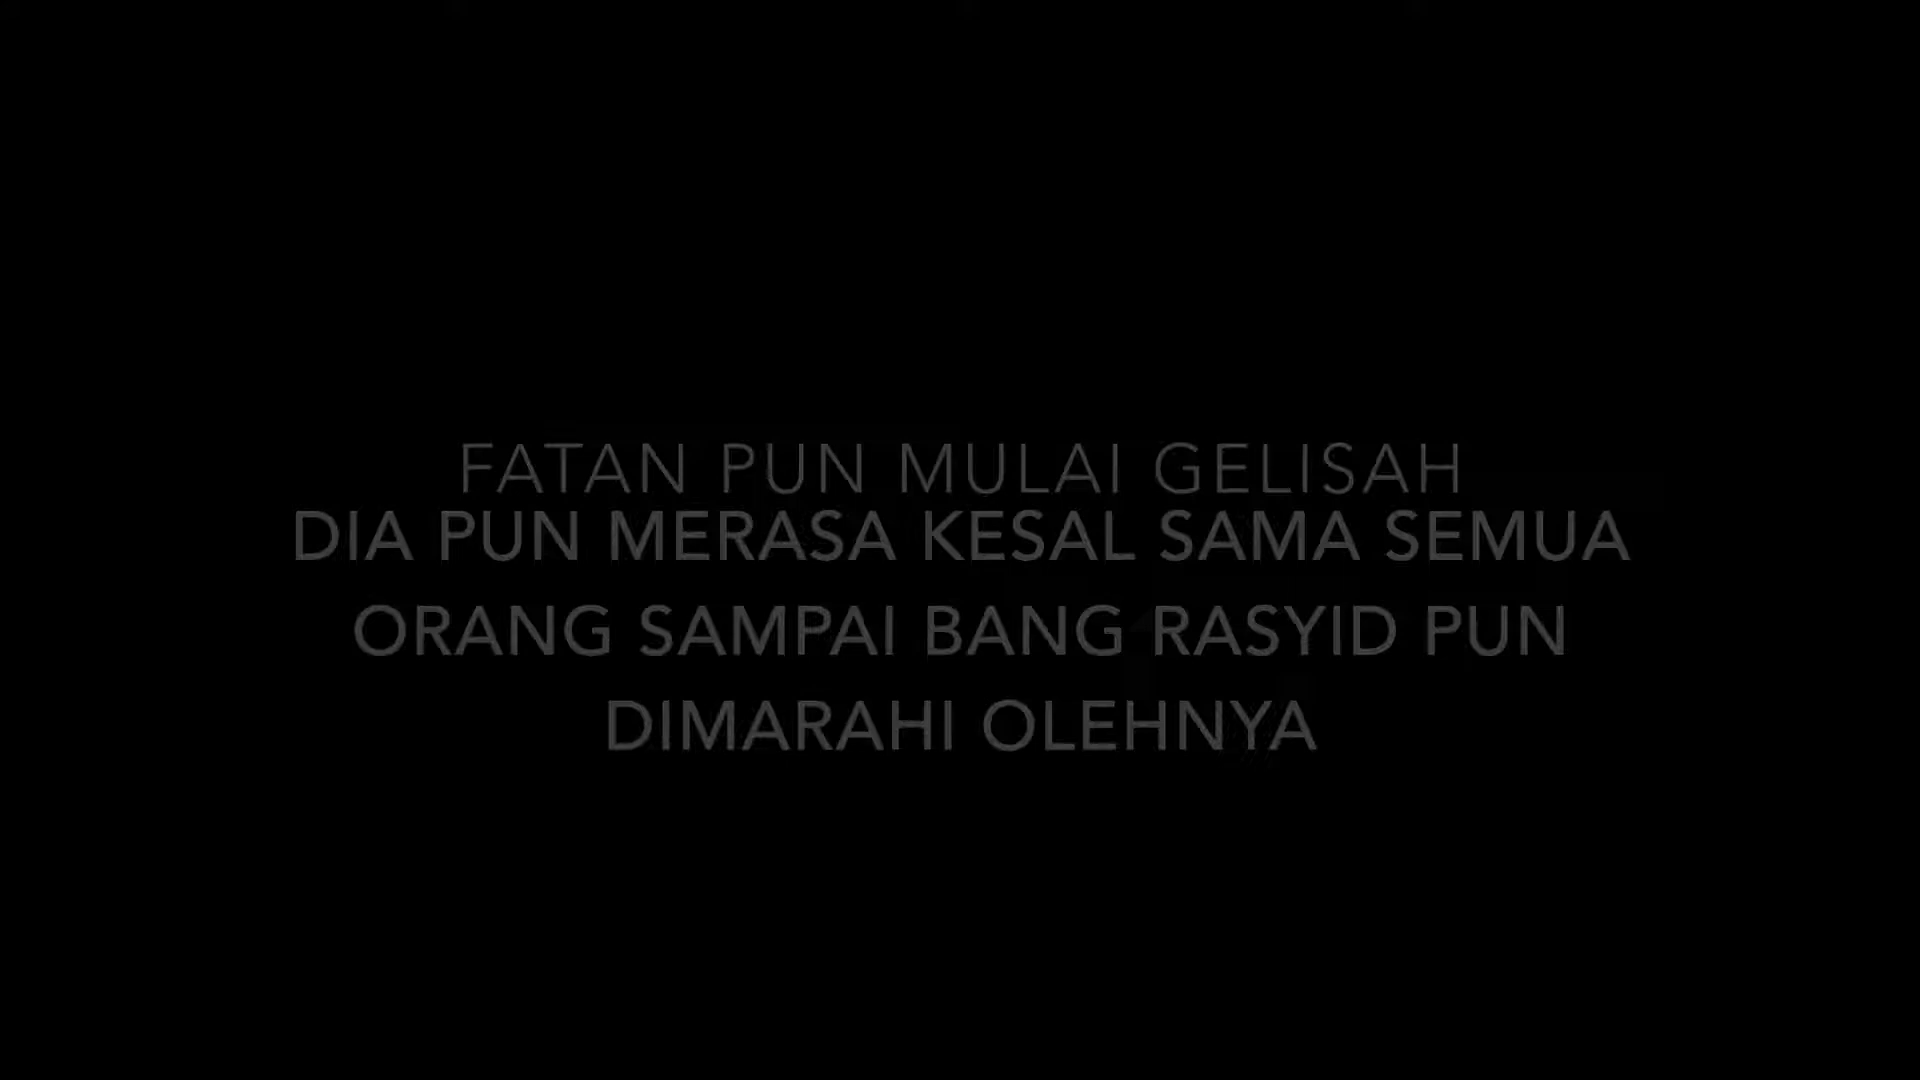 FATAN PUN MULAI GELISAH
DIA PUN MERASA KESAL SAMA SEMUA
ORANG SAMPAI BANG RASYID PUN
DIMARAHI OLEHNYA